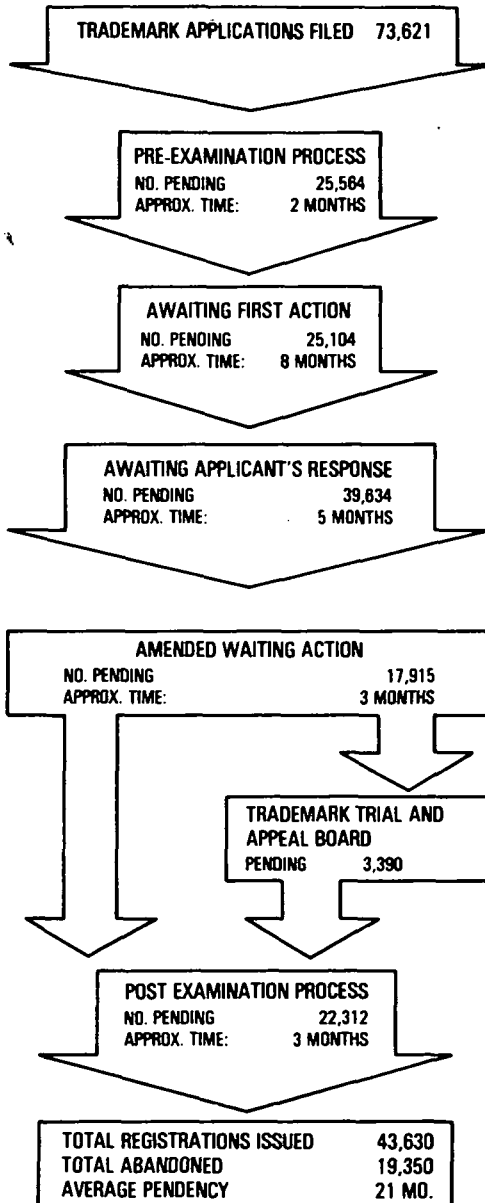 TRADEMARK APPLICATIONS FILED 73,621
PRE-EXAMINATION PROCESS
NO. PENDING 25,564
APPROX. TIME: 2 MONTHS
AWAITING FIRST ACTION
NO. PENDING 25,104
APPROX. TIME: 8 MONTHS
AWAITING APPLICANT'S RESPONSE
NO. PENDING 39,634
APPROX. TIME: 5 MONTHS
AMENDED WAITING ACTION
NO. PENDING 17,915
APPROX. TIME: 3 MONTHS
TRADEMARK TRIAL AND
APPEAL BOARD
PENDING 3,390
POST EXAMINATION PROCESS
NO. PENDING 22,312
APPROX. TIME: 3 MONTHS
TOTAL REGISTRATIONS ISSUED 43,630
TOTAL ABANDONED 19,350
AVERAGE PENDENCY 21 MO.